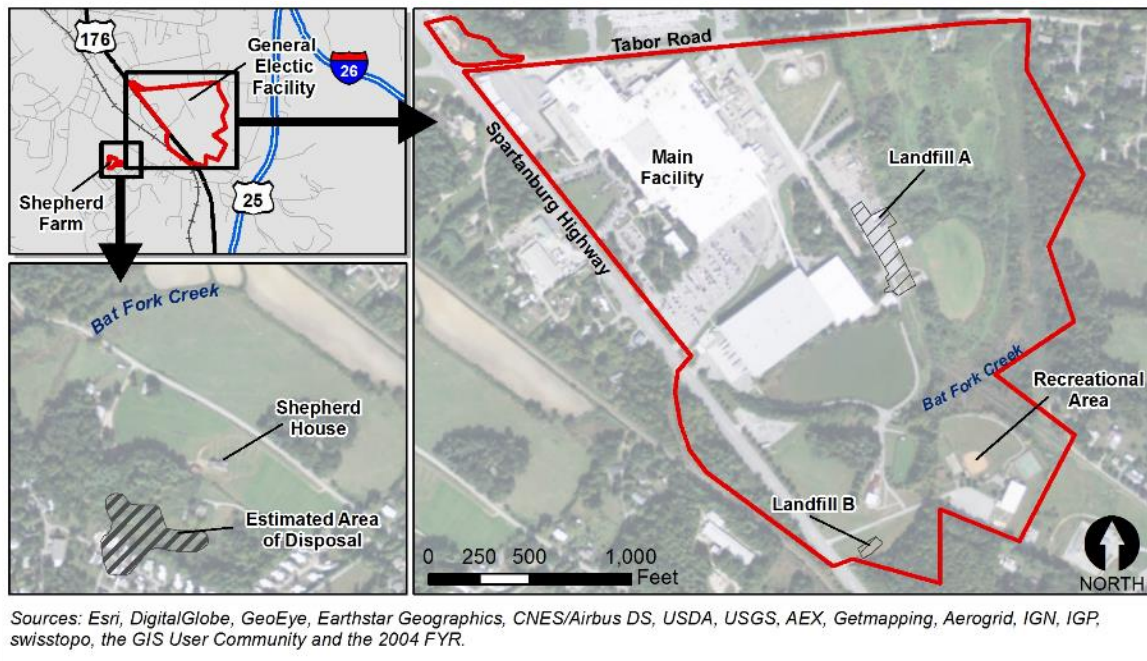 176
General
Electic
Facility
26
25
Shepherd
Farm
Bat Fork Creek
Shepherd
House
Estimated Area
of Disposal
Tabor Road
Spartanburg Highway
Main
Facility
Landfill A
Bat Fork Creek
Recreational
Area
Landfill B
0 250 500 1,000
Feet
NORTH
Sources: Esri, DigitalGlobe, GeoEye, Earthstar Geographics, CNES/Airbus DS, USDA, USGS, AEX, Getmapping, Aerogrid, IGN, IGP,
swisstopo, the GIS User Community and the 2004 FYR.